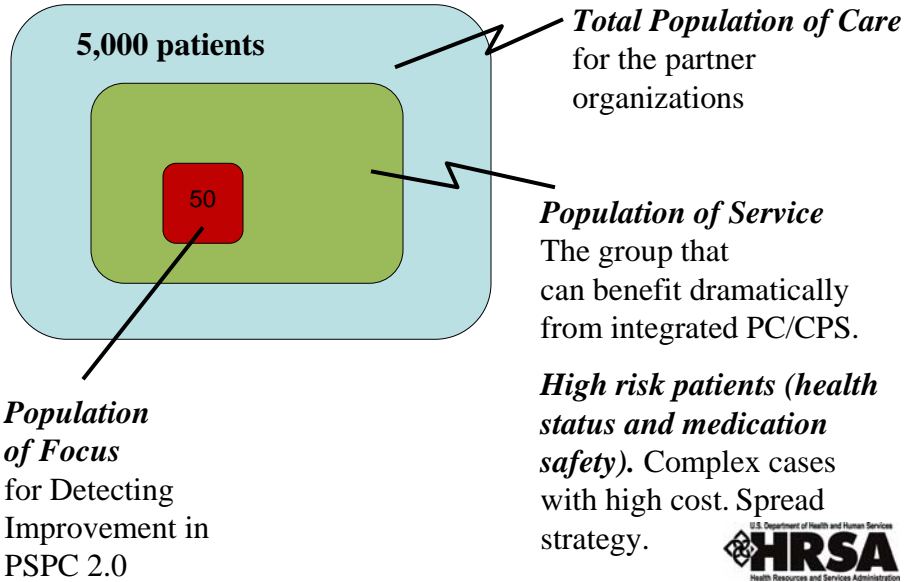 5,000 patients
50
Total Population of Care
for the partner
organizations
Population of Service
The group that
can benefit dramatically
from integrated PC/CPS.
High risk patients (health
status and medication
safety). Complex cases
with high cost. Spread
strategy.
Population
of Focus
for Detecting
Improvement in
PSPC 2.0
U.S. Department of Health and Human Services
HRSA
Health Resources and Services Administration